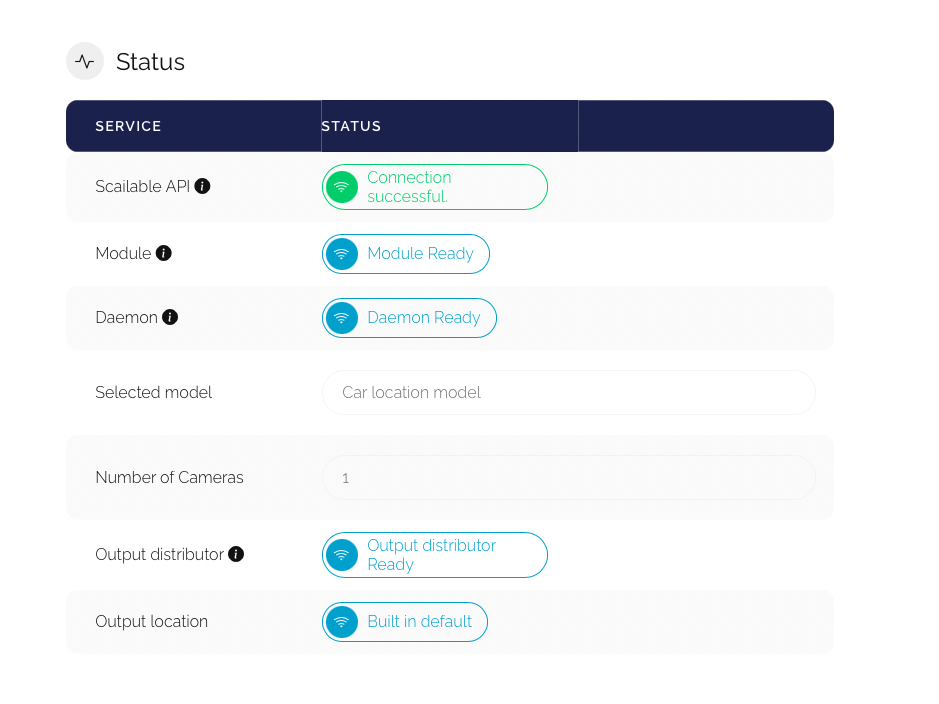 Status
SERVICE STATUS
Scailable API
Connection
successful.
Module
Module Ready
Daemon
Daemon Ready
Selected model
Car location model
Number of Cameras
1
Output distributor
Output distributor
Ready
Output location
Built in default